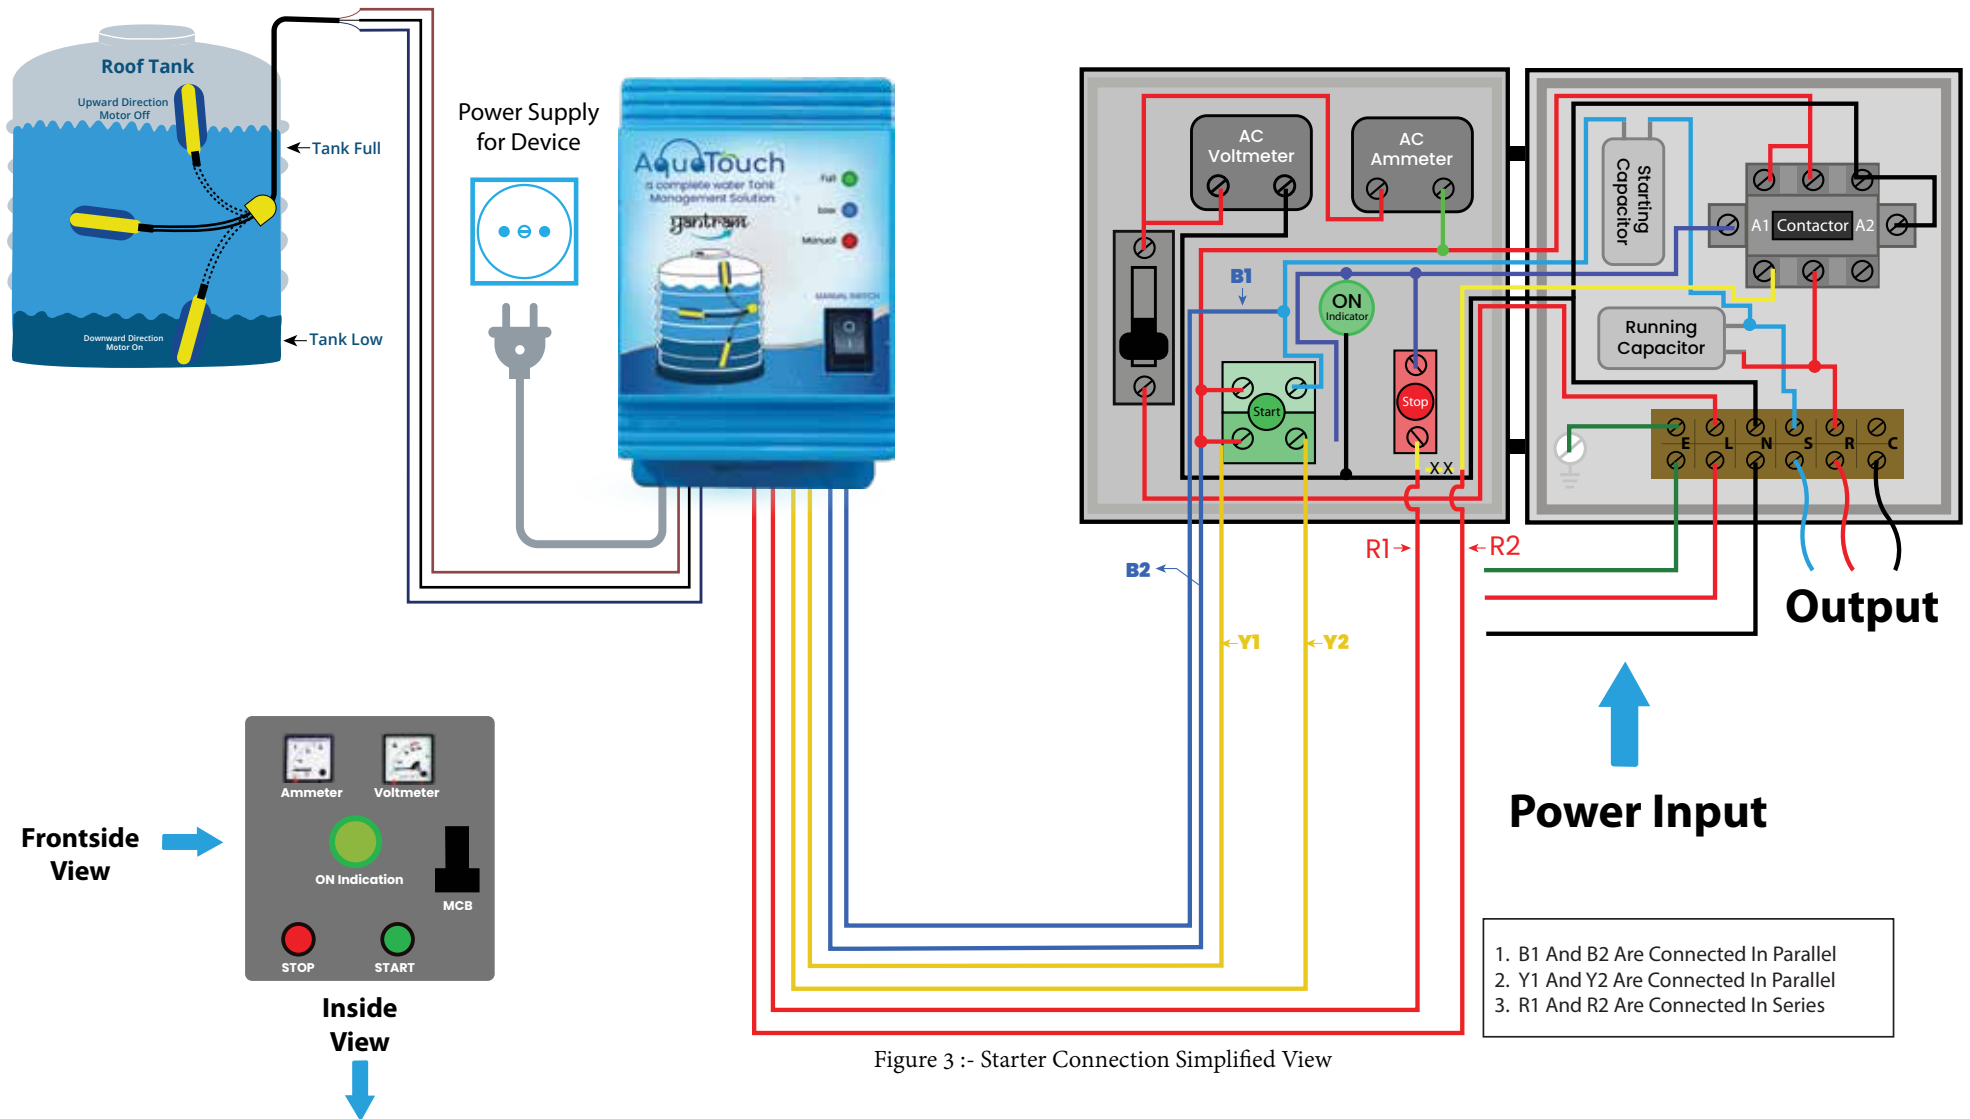 Roof Tank
Upward Direction
Motor Off
Tank Full
Downward Direction
Motor On
Tank Low
Power Supply
for Device
AquaTouch
a complete water Tank
Management Solution
yantram
Full
Low
Manual
MANUAL SWITCH
AC
Voltmeter
AC
Ammeter
B1
ON
Indicator
Start
Stop
X X
Starting
Capacitor
A1
Contactor
A2
Running
Capacitor
E
L
N
S
R
C
R1
R2
B2
Y1
Y2
Output
Power Input
Frontside
View
Ammeter
Voltmeter
ON Indication
MCB
STOP
START
Inside
View
1. B1 And B2 Are Connected In Parallel
2. Y1 And Y2 Are Connected In Parallel
3. R1 And R2 Are Connected In Series
Figure 3 :- Starter Connection Simplified View